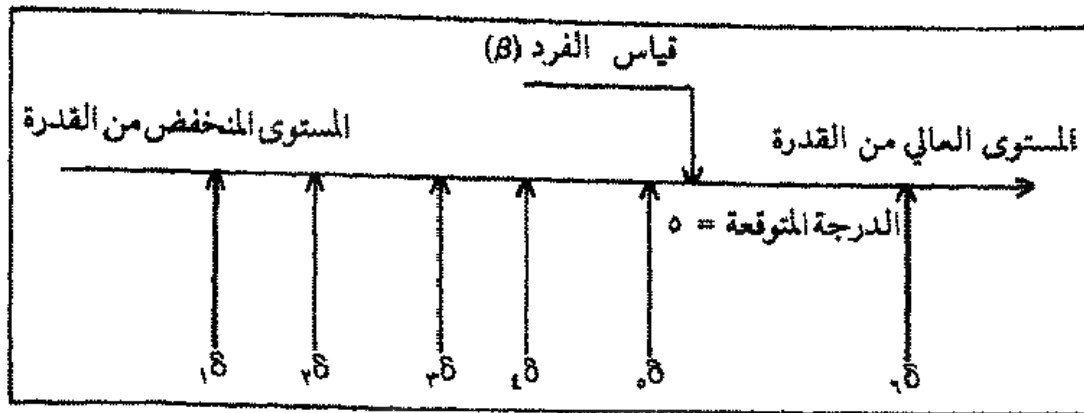 قياس الفرد (β)
المستوى المنخفض من القدرة
المستوى العالي من القدرة
الدرجة المتوقعة = ٥
δ١ δ٢ δ٣ δ٤ δ٥ δ٦